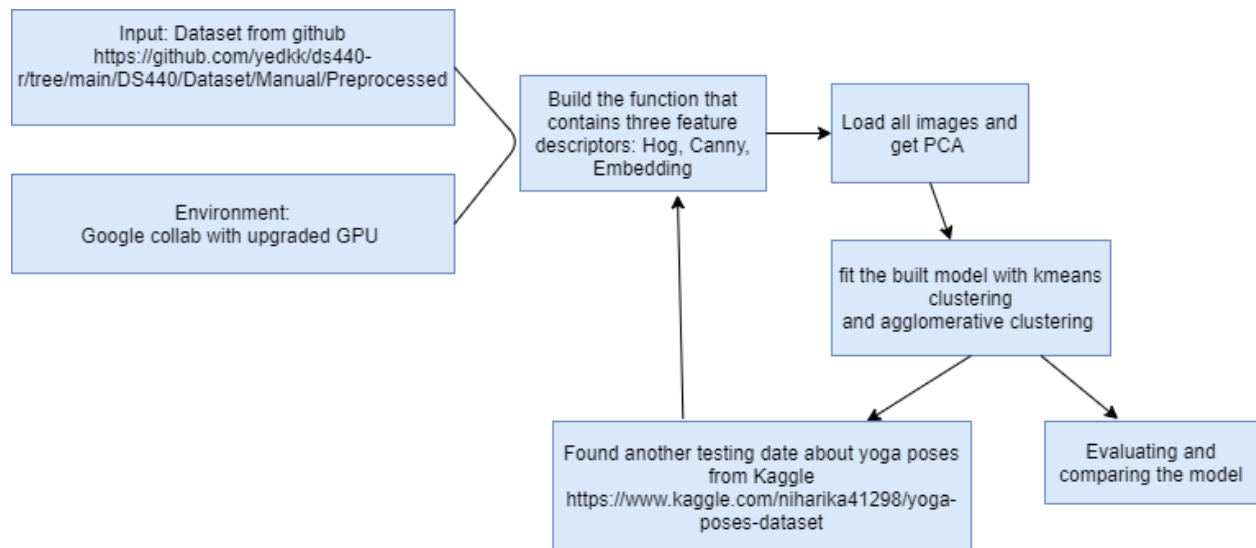 Input: Dataset from github
https://github.com/yedkk/ds440-
r/tree/main/DS440/Dataset/Manual/Preprocessed
Environment:
Google collab with upgraded GPU
Build the function that
contains three feature
descriptors: Hog, Canny,
Embedding
Load all images and
get PCA
fit the built model with kmeans
clustering
and agglomerative clustering
Found another testing date about yoga poses
from Kaggle
https://www.kaggle.com/niharika41298/yoga-
poses-dataset
Evaluating and
comparing the model